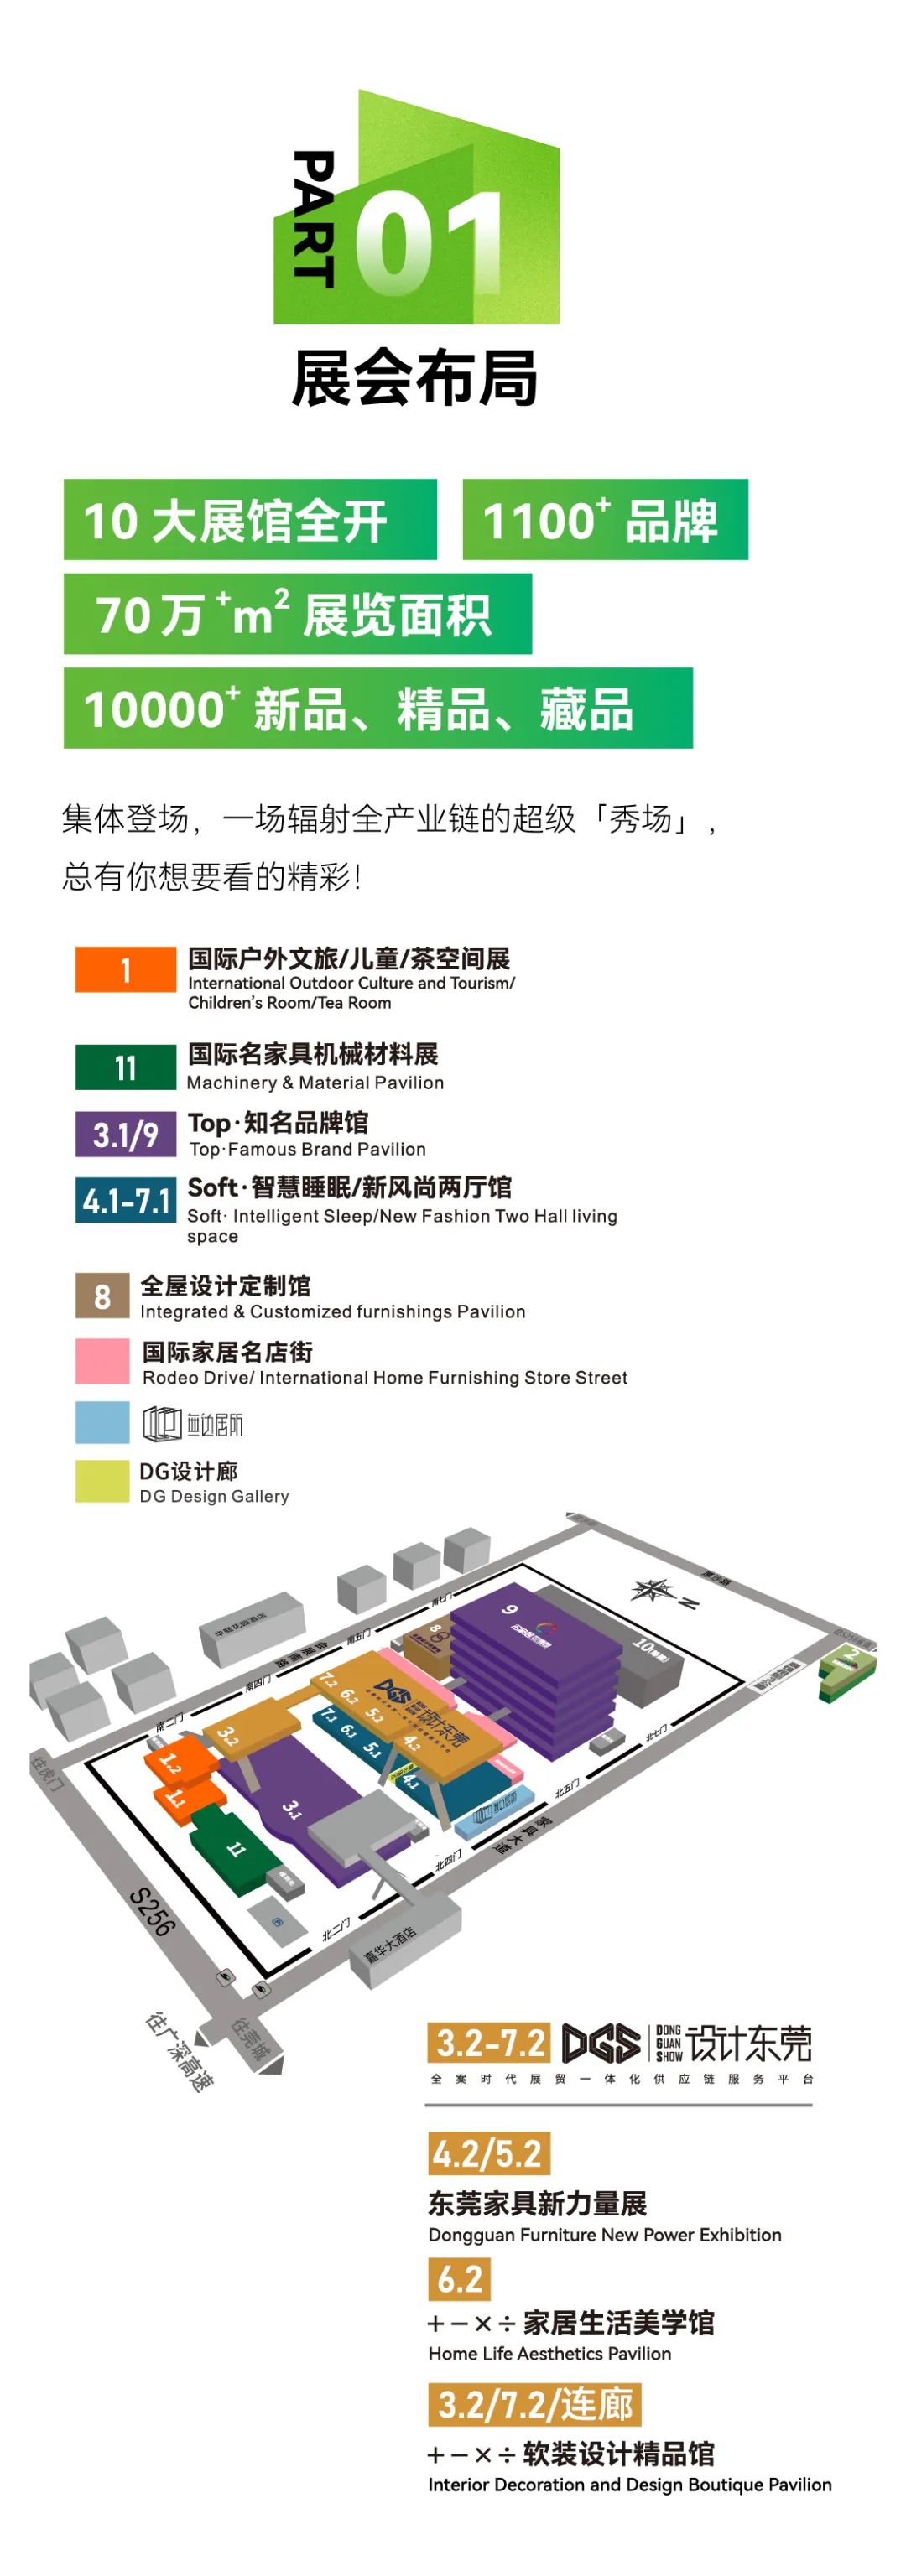 PART
01
展会布局
10 大展馆全开
1100+ 品牌
70 万+m² 展览面积
10000+ 新品、精品、藏品
集体登场，一场辐射全产业链的超级「秀场」，
总有你想要看的精彩！
1
国际户外文旅/儿童/茶空间展
International Outdoor Culture and Tourism/
Children's Room/Tea Room
11
国际名家具机械材料展
Machinery & Material Pavilion
3.1/9
Top·知名品牌馆
Top·Famous Brand Pavilion
4.1-7.1
Soft·智慧睡眠/新风尚两厅馆
Soft· Intelligent Sleep/New Fashion Two Hall living
space
8
全屋设计定制馆
Integrated & Customized furnishings Pavilion
国际家居名店街
Rodeo Drive/ International Home Furnishing Store Street
無边居所
DG设计廊
DG Design Gallery
N
9
10
8
2
南七门
南五门
南四门
南二门
7.2
6.2
5.2
4.2
3.2
DGS
设计东莞
7.1
6.1
5.1
4.1
1.2
1.1
3.1
11
P
北七门
北五门
北四门
北二门
家具大道
嘉华大酒店
往虎门
S256
往广深高速
往莞城
3.2-7.2
DGS
DONG
GUAN
SHOW
设计东莞
全案时代展贸一体化供应链服务平台
4.2/5.2
东莞家具新力量展
Dongguan Furniture New Power Exhibition
6.2
+-×÷ 家居生活美学馆
Home Life Aesthetics Pavilion
3.2/7.2/连廊
+-×÷ 软装设计精品馆
Interior Decoration and Design Boutique Pavilion